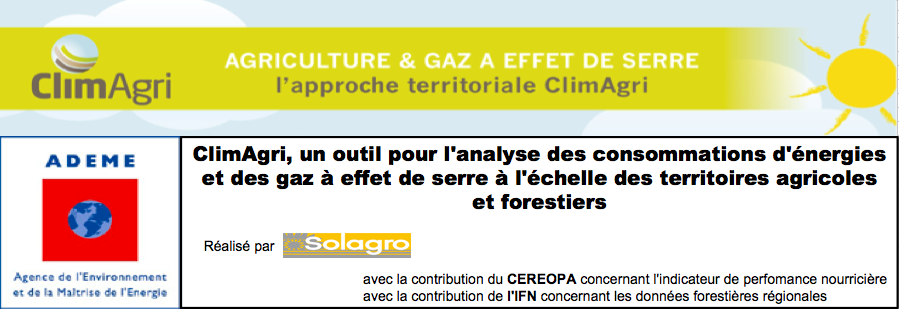 AGRICULTURE & GAZ A EFFET DE SERRE
l'approche territoriale ClimAgri
ClimAgri
ADEME
Agence de l'Environnement
et de la Maîtrise de l'Energie
ClimAgri, un outil pour l'analyse des consommations d'énergies
et des gaz à effet de serre à l'échelle des territoires agricoles
et forestiers
Réalisé par Solagro
avec la contribution du CEREOPA concernant l'indicateur de perfomance nourricière
avec la contribution de l'IFN concernant les données forestières régionales